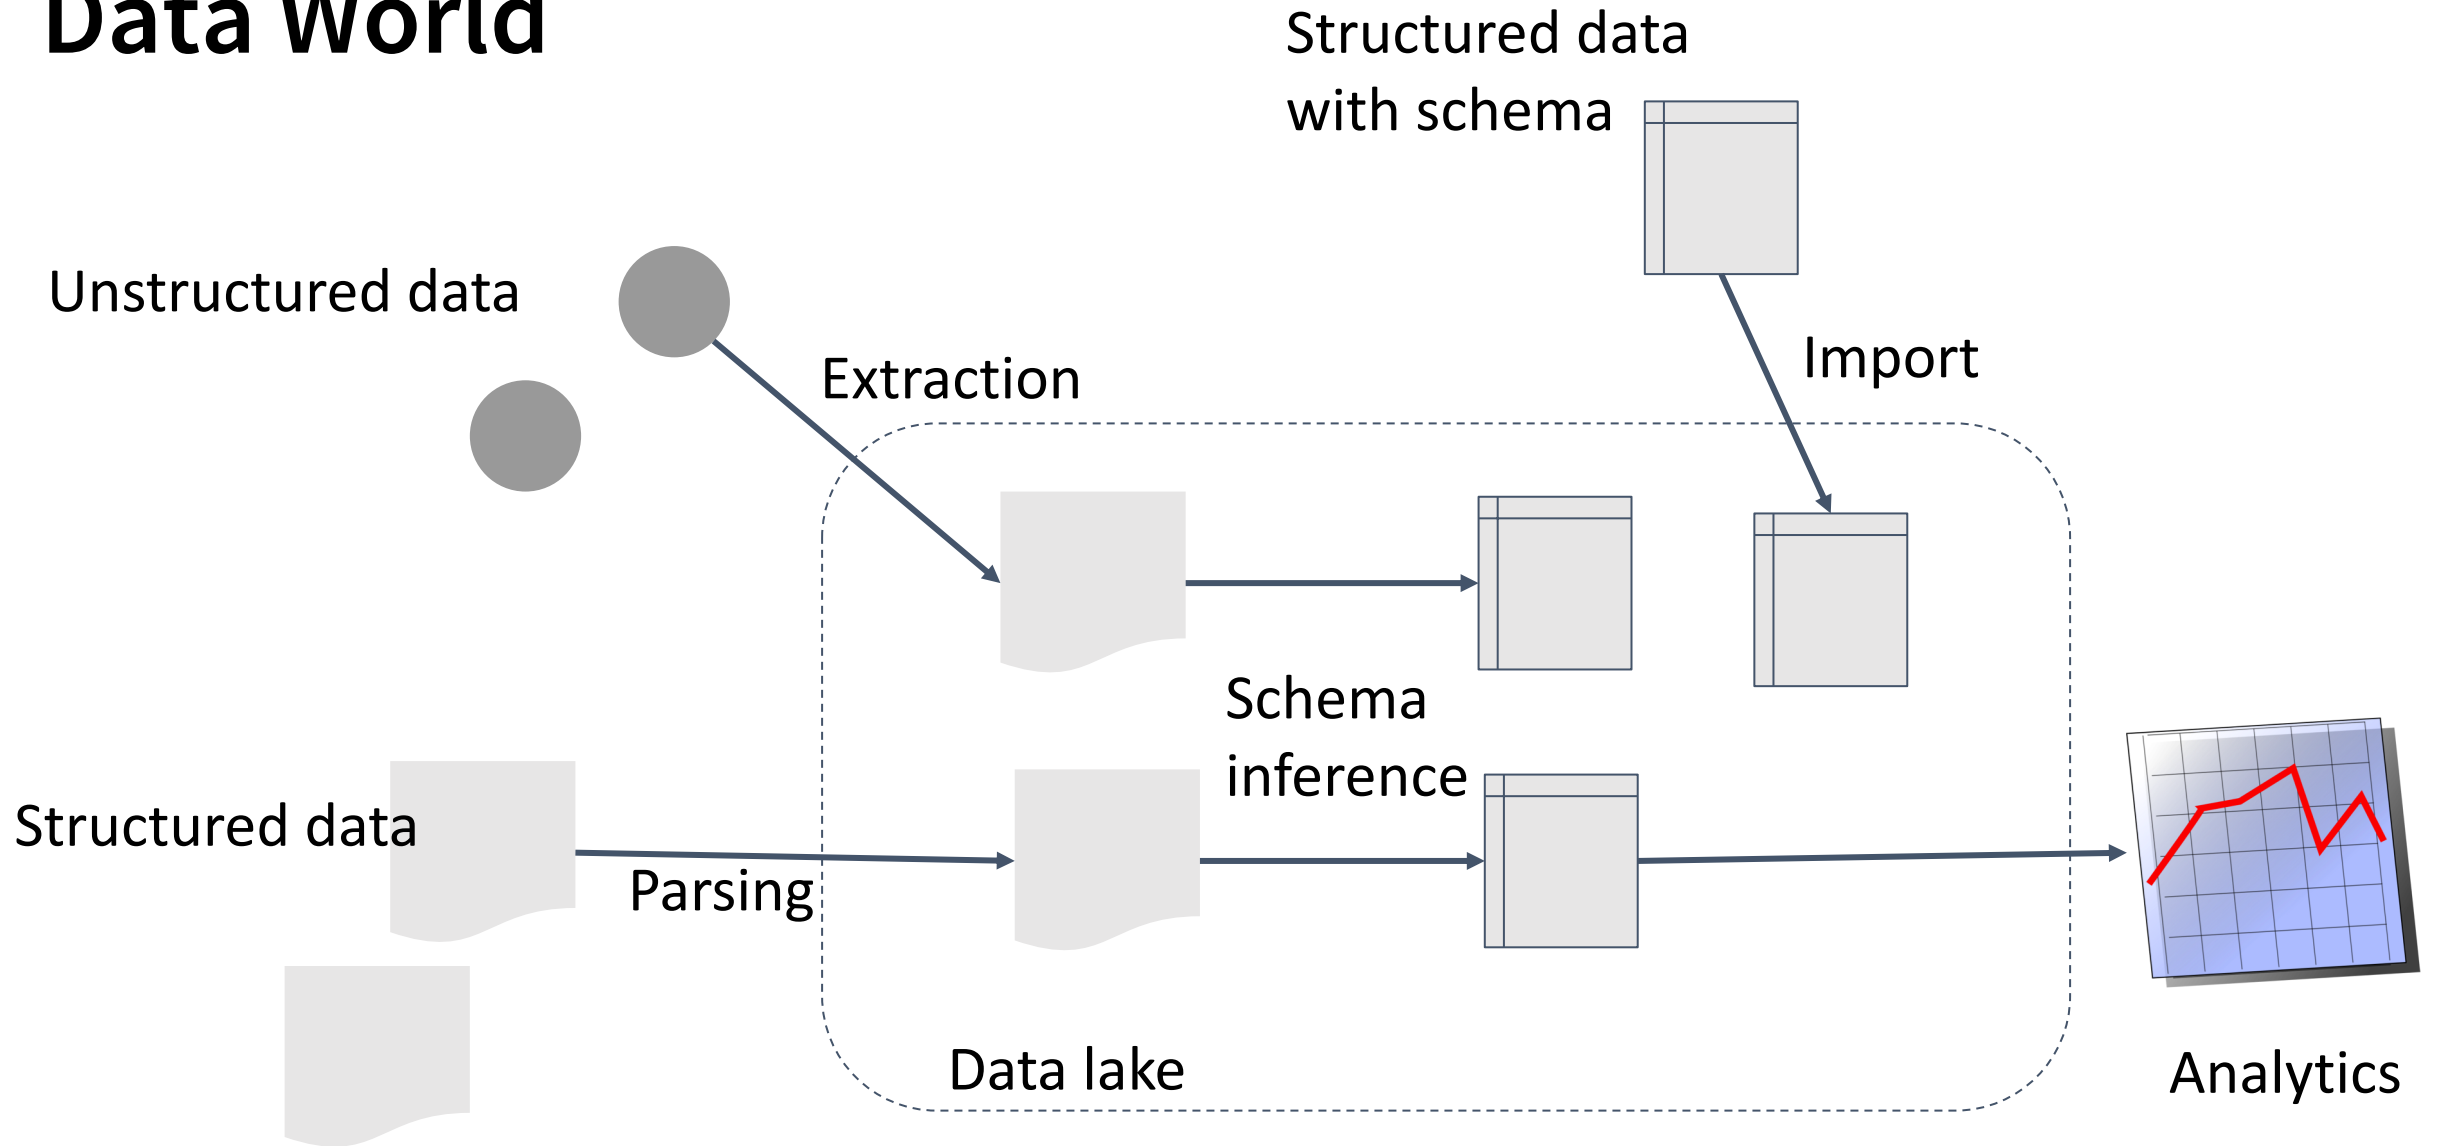 Data World
Structured data
with schema
Unstructured data
Extraction
Import
Schema
inference
Structured data
Parsing
Data lake
Analytics